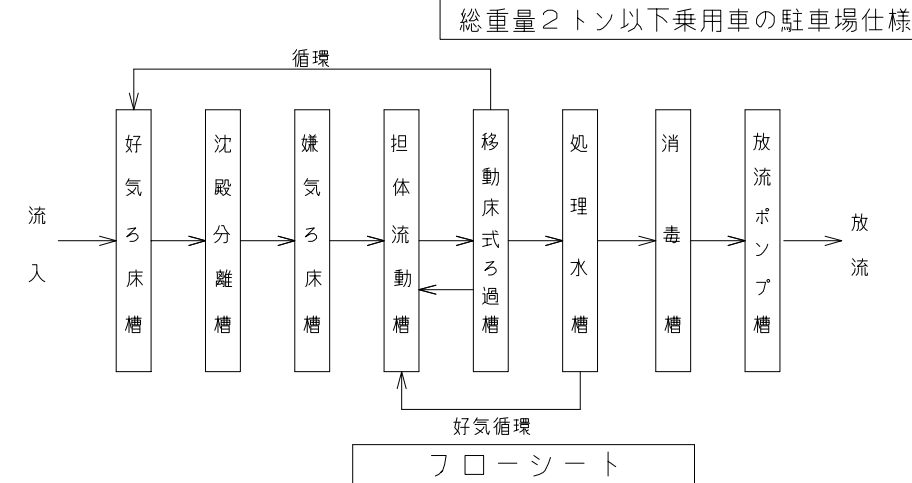 総重量２トン以下乗用車の駐車場仕様
循環
流入
好気ろ床槽
沈殿分離槽
嫌気ろ床槽
担体流動槽
移動床式ろ過槽
処理水槽
消毒槽
放流ポンプ槽
放流
好気循環
フローシート